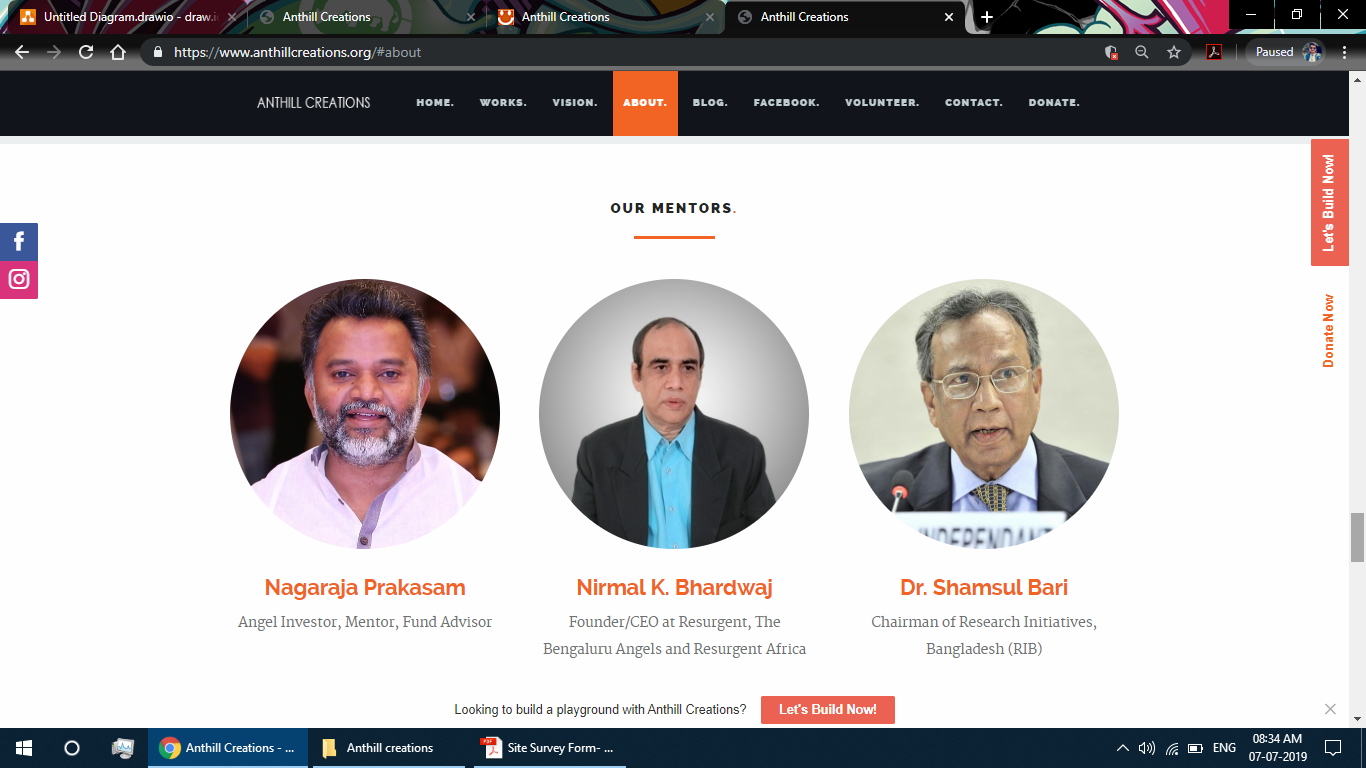 Untitled Diagram.drawio - draw.i
Anthill Creations
Anthill Creations
Anthill Creations
https://www.anthillcreations.org/#about
Paused
ANTHILL CREATIONS
HOME.
WORKS.
VISION.
ABOUT.
BLOG.
FACEBOOK.
VOLUNTEER.
CONTACT.
DONATE.
Let's Build Now!
Donate Now
OUR MENTORS.
INDEPENDANT
Nagaraja Prakasam
Angel Investor, Mentor, Fund Advisor
Nirmal K. Bhardwaj
Founder/CEO at Resurgent, The
Bengaluru Angels and Resurgent Africa
Dr. Shamsul Bari
Chairman of Research Initiatives,
Bangladesh (RIB)
Looking to build a playground with Anthill Creations?
Let's Build Now!
Anthill Creations - ...
Anthill creations
Site Survey Form- ...
ENG
08:34 AM
07-07-2019